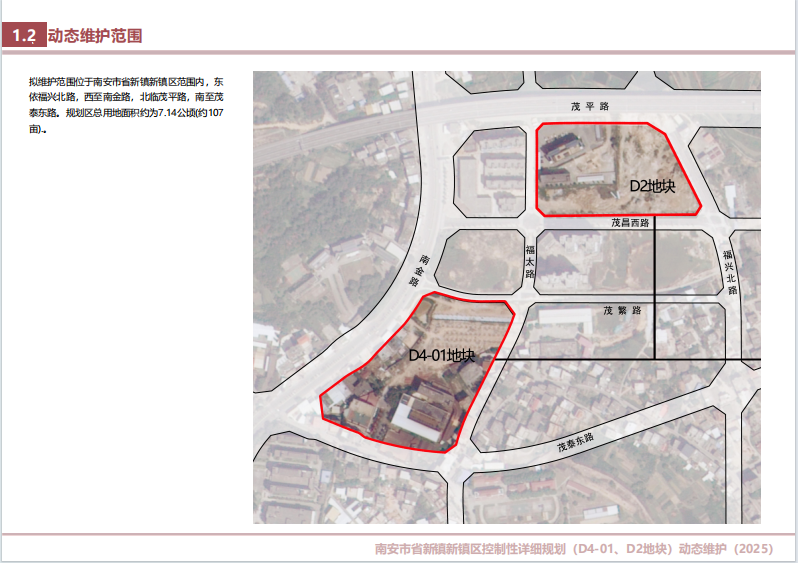 1.2 动态维护范围
拟维护范围位于南安市省新镇新镇区范围内，东
依福兴北路，西至南金路，北临茂平路，南至茂
泰东路。规划区总用地面积约为7.14公顷(约107
亩)。
茂平路
D2地块
茂昌西路
福太路
福兴北路
南金路
茂繁路
D4-01地块
茂泰东路
南安市省新镇新镇区控制性详细规划（D4-01、D2地块）动态维护（2025）